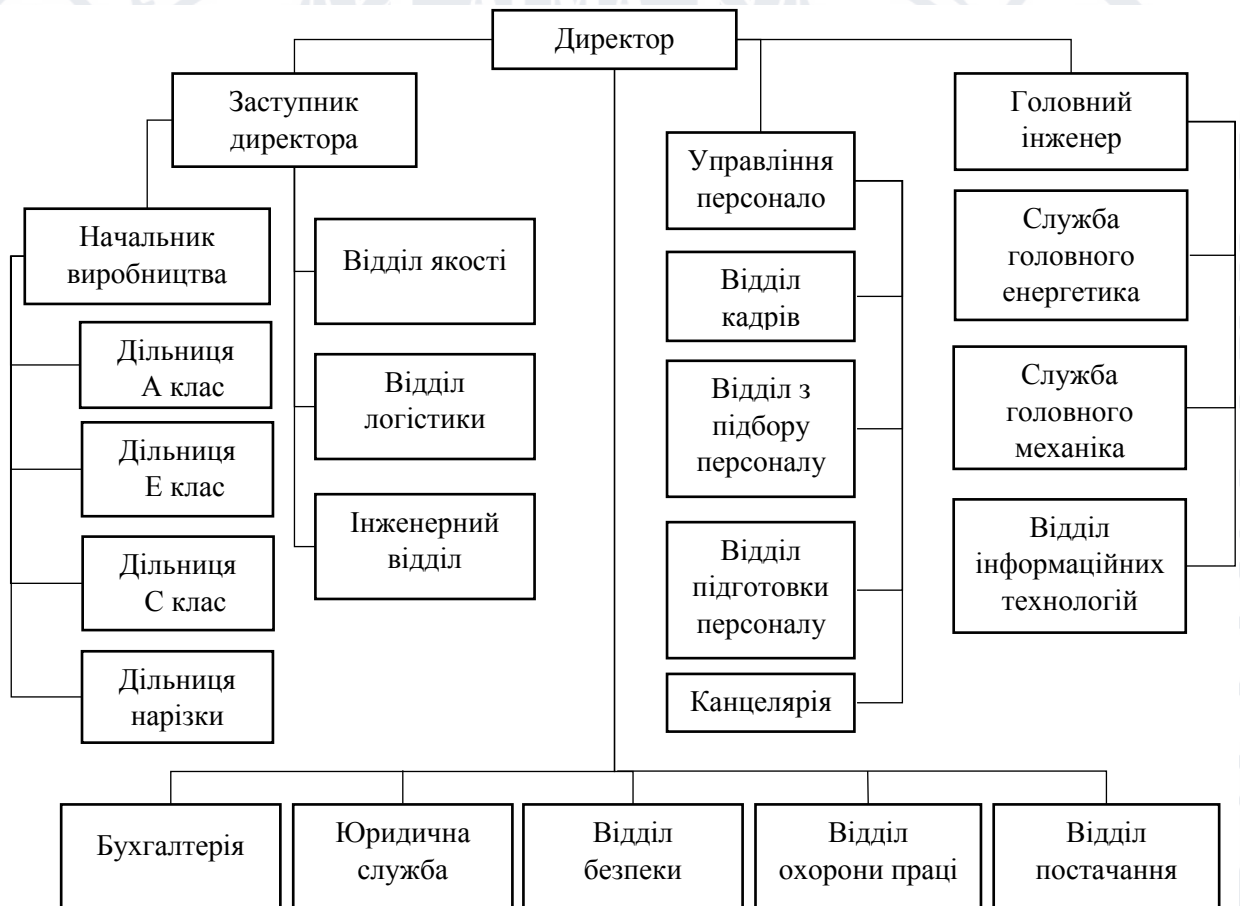 Директор
Заступник
директора
Головний
інженер
Управління
персонало
Начальник
виробництва
Відділ якості
Служба
головного
енергетика
Відділ
кадрів
Дільниця
А клас
Відділ
логістики
Відділ з
підбору
персоналу
Служба
головного
механіка
Дільниця
Е клас
Інженерний
відділ
Відділ
підготовки
персоналу
Відділ
інформаційних
технологій
Дільниця
С клас
Дільниця
нарізки
Канцелярія
Бухгалтерія
Юридична
служба
Відділ
безпеки
Відділ
охорони праці
Відділ
постачання